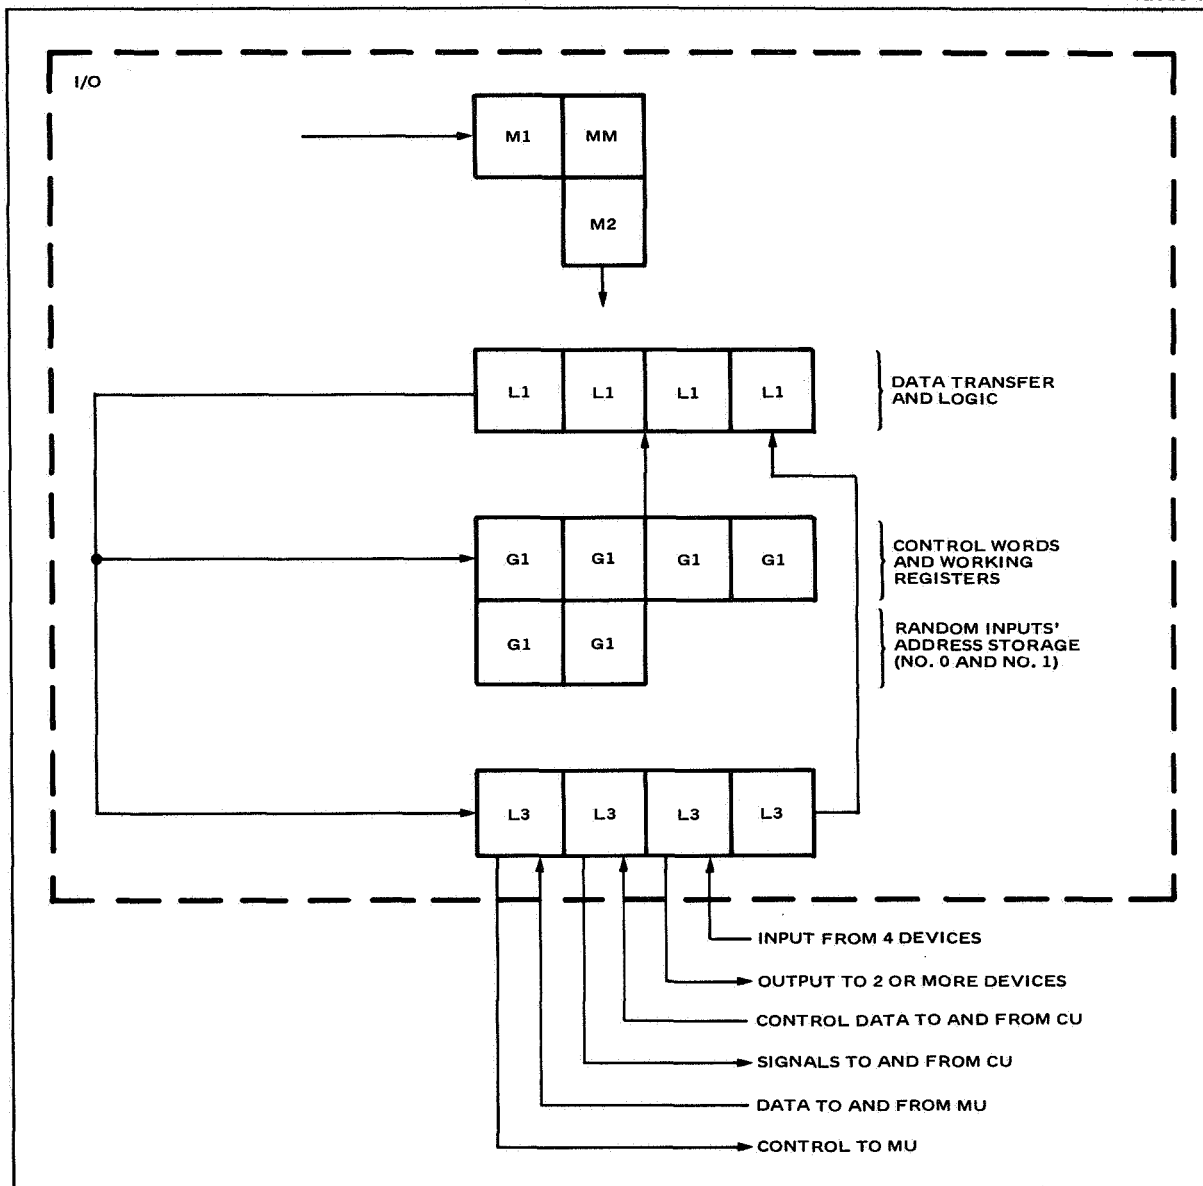 I/O
M1 MM
M2
L1 L1 L1 L1
DATA TRANSFER
AND LOGIC
G1 G1 G1 G1
CONTROL WORDS
AND WORKING
REGISTERS
G1 G1
RANDOM INPUTS'
ADDRESS STORAGE
(NO. 0 AND NO. 1)
L3 L3 L3 L3
INPUT FROM 4 DEVICES
OUTPUT TO 2 OR MORE DEVICES
CONTROL DATA TO AND FROM CU
SIGNALS TO AND FROM CU
DATA TO AND FROM MU
CONTROL TO MU